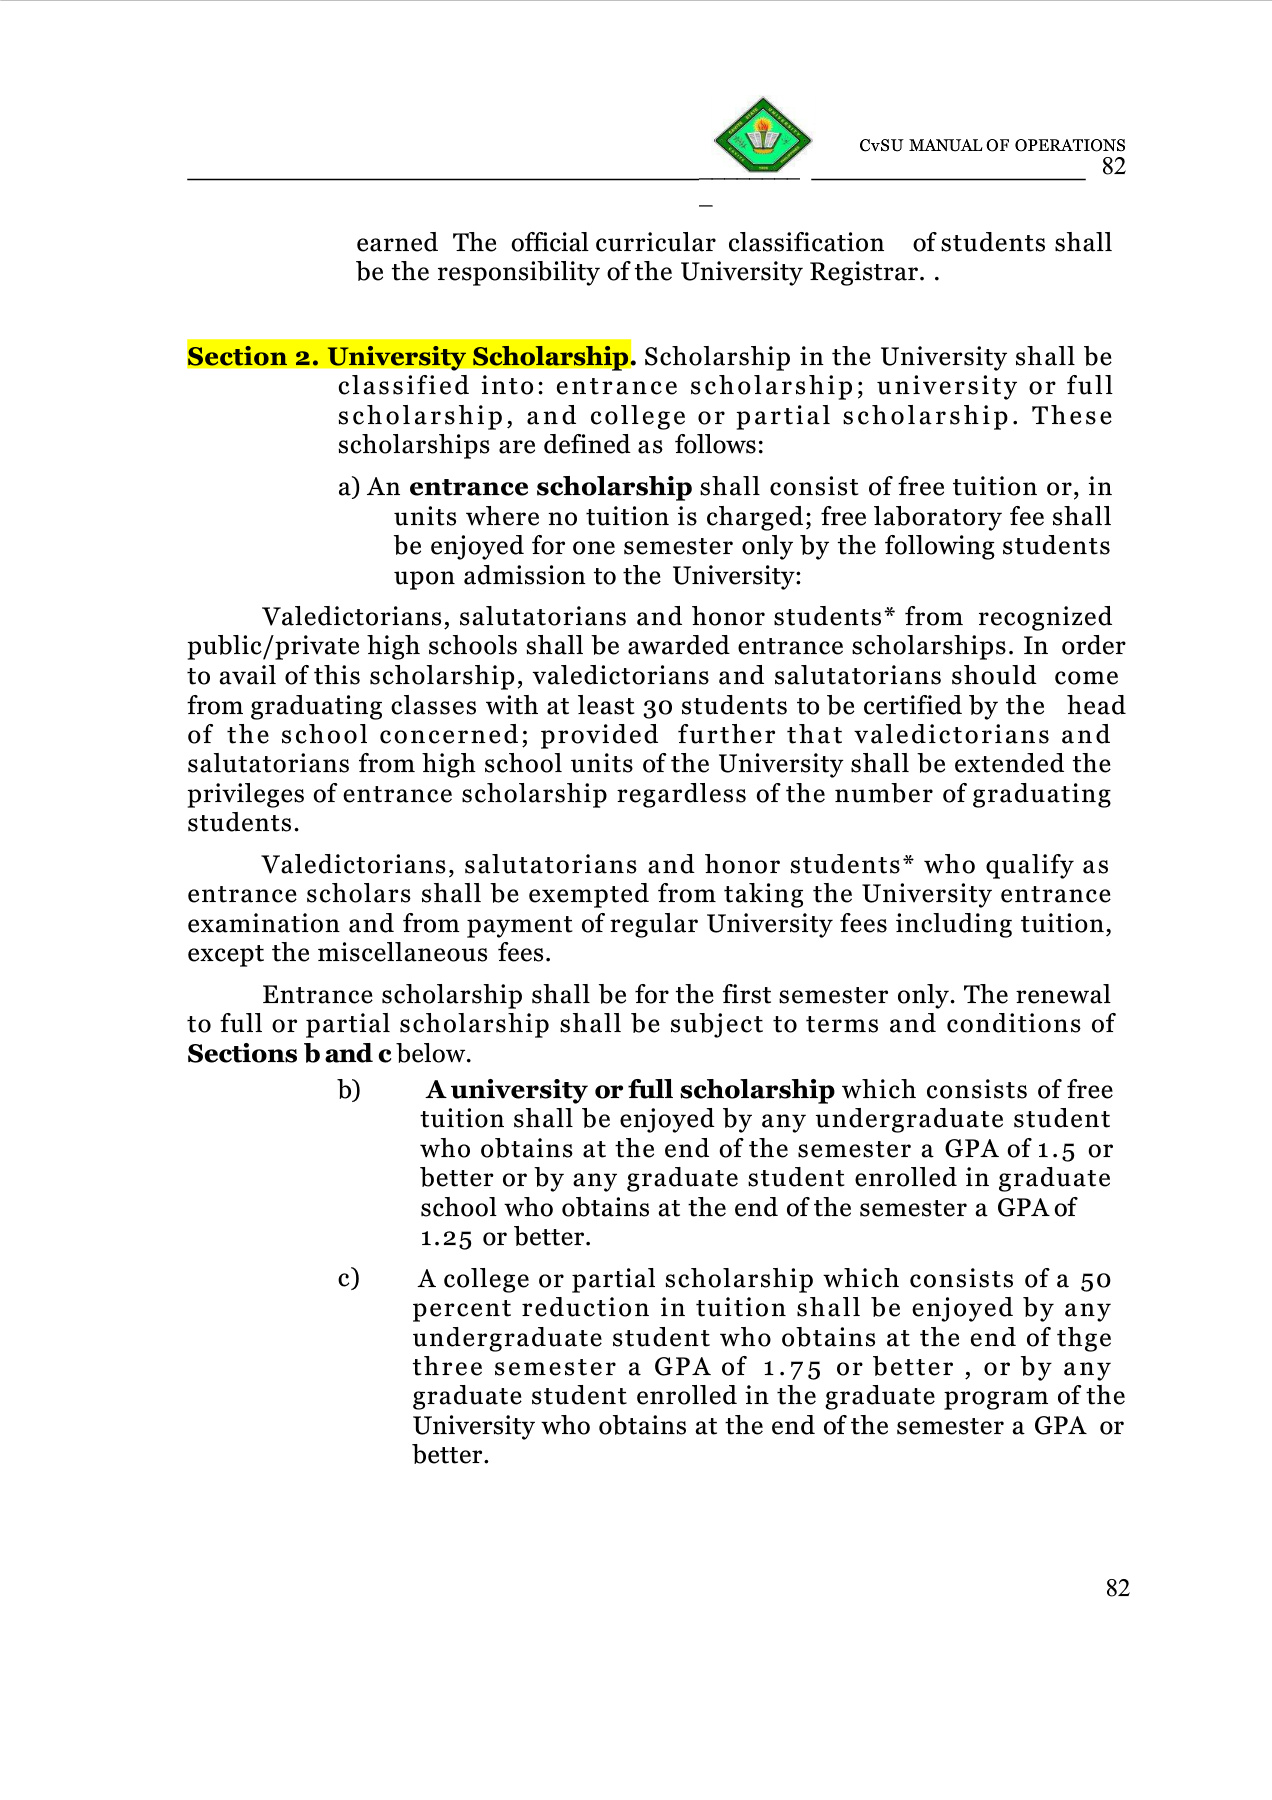 CvSU MANUAL OF OPERATIONS
82
earned The official curricular classification of students shall
be the responsibility of the University Registrar. .
Section 2. University Scholarship. Scholarship in the University shall be
classified into: entrance scholarship; university or full
scholarship, and college or partial scholarship. These
scholarships are defined as follows:
a) An entrance scholarship shall consist of free tuition or, in
units where no tuition is charged; free laboratory fee shall
be enjoyed for one semester only by the following students
upon admission to the University:
Valedictorians, salutatorians and honor students* from recognized
public/private high schools shall be awarded entrance scholarships. In order
to avail of this scholarship, valedictorians and salutatorians should come
from graduating classes with at least 30 students to be certified by the head
of the school concerned; provided further that valedictorians and
salutatorians from high school units of the University shall be extended the
privileges of entrance scholarship regardless of the number of graduating
students.
Valedictorians, salutatorians and honor students* who qualify as
entrance scholars shall be exempted from taking the University entrance
examination and from payment of regular University fees including tuition,
except the miscellaneous fees.
Entrance scholarship shall be for the first semester only. The renewal
to full or partial scholarship shall be subject to terms and conditions of
Sections b and c below.
b) A university or full scholarship which consists of free
tuition shall be enjoyed by any undergraduate student
who obtains at the end of the semester a GPA of 1.5 or
better or by any graduate student enrolled in graduate
school who obtains at the end of the semester a GPA of
1.25 or better.
c) A college or partial scholarship which consists of a 50
percent reduction in tuition shall be enjoyed by any
undergraduate student who obtains at the end of thge
three semester a GPA of 1.75 or better , or by any
graduate student enrolled in the graduate program of the
University who obtains at the end of the semester a GPA or
better.
82